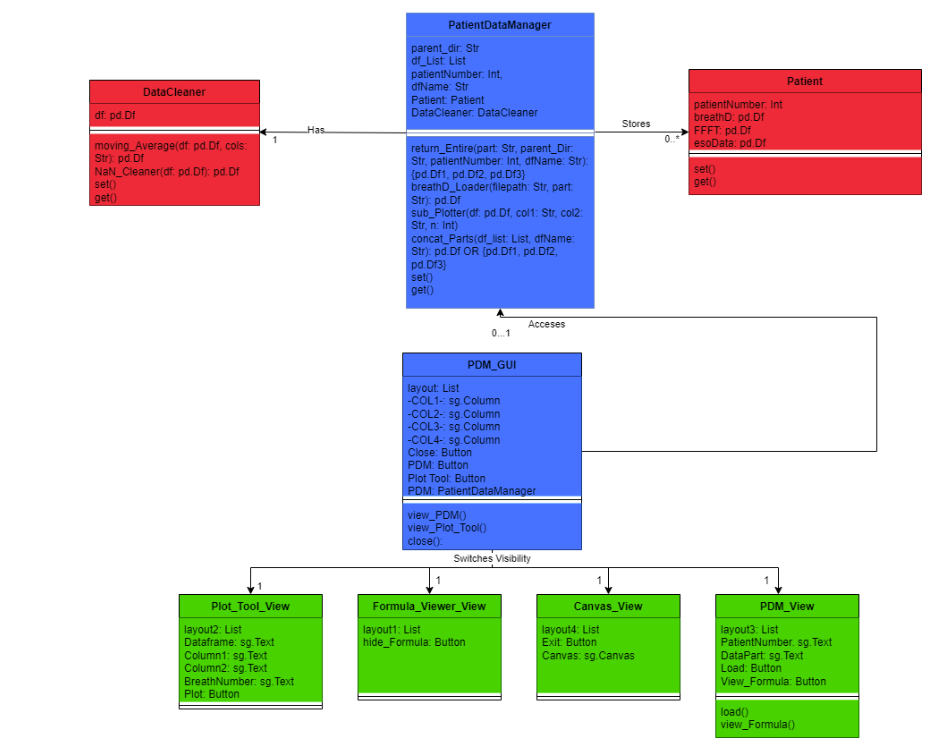 PatientDataManager
parent_dir: Str
df_List: List
patientNumber: Int,
dfName: Str
Patient: Patient
DataCleaner: DataCleaner
return_Entire(part: Str, parent_Dir:
Str, patientNumber: Int, dfName: Str):
{pd.Df1, pd.Df2, pd.Df3}
breathD_Loader(filepath: Str, part:
Str): pd.Df
sub_Plotter(df: pd.Df, col1: Str, col2:
Str, n: Int)
concat_Parts(df_list: List, dfName:
Str): pd.Df OR {pd.Df1, pd.Df2,
pd.Df3}
set()
get()
DataCleaner
df: pd.Df
moving_Average(df: pd.Df, cols:
Str): pd.Df
NaN_Cleaner(df: pd.Df): pd.Df
set()
get()
Has
1
Stores
0..*
Patient
patientNumber: Int
breathD: pd.Df
FFFT: pd.Df
esoData: pd.Df
set()
get()
Acceses
0...1
PDM_GUI
layout: List
-COL1-: sg.Column
-COL2-: sg.Column
-COL3-: sg.Column
-COL4-: sg.Column
Close: Button
PDM: Button
Plot Tool: Button
PDM: PatientDataManager
view_PDM()
view_Plot_Tool()
close():
Switches Visibility
1
1
1
1
Plot_Tool_View
layout2: List
Dataframe: sg.Text
Column1: sg.Text
Column2: sg.Text
BreathNumber: sg.Text
Plot: Button
Formula_Viewer_View
layout1: List
hide_Formula: Button
Canvas_View
layout4: List
Exit: Button
Canvas: sg.Canvas
PDM_View
layout3: List
PatientNumber. sg.Text
DataPart: sg.Text
Load: Button
View_Formula: Button
load()
view_Formula()